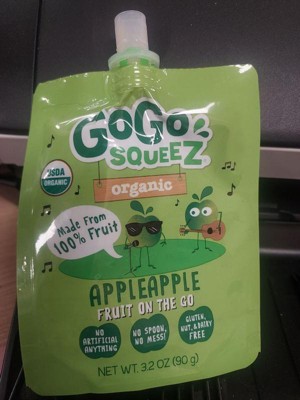 GoGo
SQUEEZ
USDA
ORGANIC
organic
Made From
100% Fruit
APPLEAPPLE
FRUIT ON THE GO
NO
ARTIFICIAL
ANYTHING
NO SPOON,
NO MESS!
GLUTEN,
NUT, & DAIRY
FREE
NET WT. 3.2 OZ (90 g)